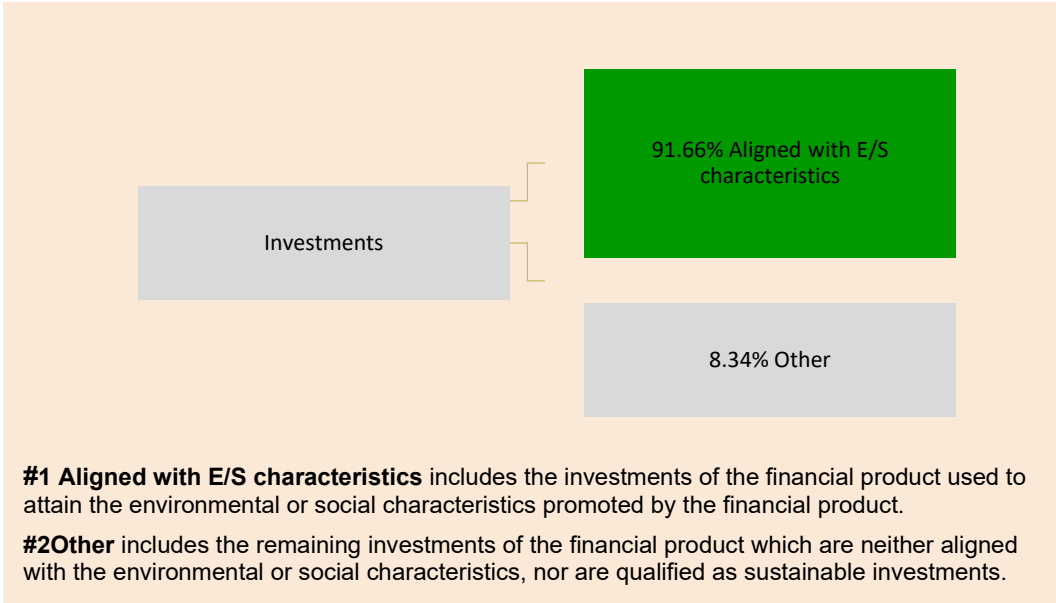 91.66% Aligned with E/S
characteristics
Investments
8.34% Other
#1 Aligned with E/S characteristics includes the investments of the financial product used to
attain the environmental or social characteristics promoted by the financial product.
#2Other includes the remaining investments of the financial product which are neither aligned
with the environmental or social characteristics, nor are qualified as sustainable investments.